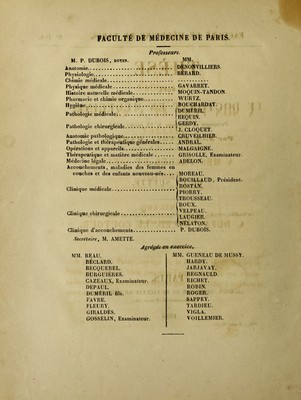 FACULTÉ DE MÉDECINE DE PARIS.
Professeurs.
M. P. DUBOIS, DOYEN. MM.
Anatomie.................... DENONVILLIERS.
Physiologie.................. BÉRARD.
Chimie médicale....................
Physique médicale.................... GAVARRET.
Histoire naturelle médicale.................... MOQUIN-TANDON.
Pharmacie et chimie organique.................... WURTZ.
Hygiène.................... BOUCHARDAT.
Pathologie médicale.................... DUMÉRIL.
REQUIN.
Pathologie chirurgicale.................... GERDY.
J. CLOQUET.
Anatomie pathologique.................... CRUVEILHIER.
Pathologie et thérapeutique générales.......... ANDRAL.
Opérations et appareils.................... MALGAIGNE.
Thérapeutique et matière médicale.......... GRISOLLE, Examinateur.
Médecine légale.................... ADELON.
Accouchements, maladies des femmes en
couches et des enfants nouveau-nés..... MOREAU.
Clinique médicale.................... BOUILLAUD, Président.
ROSTAN.
PIORRY.
TROUSSEAU.
Clinique chirurgicale.................... ROUX.
VELPEAU.
LAUGIER.
NÉLATON.
Clinique d'accouchements.................... P. DUBOIS.
Secrétaire, M. AMETTE.
Agrégés en exercice.
MM. BEAU.
BÉCLARD.
BECQUEREL.
BURGUIÈRES.
CAZEAUX, Examinateur.
DEPAUL.
DUMÉRIL fils.
FAVRE.
FLEURY.
GIRALDÈS.
GOSSELIN, Examinateur.
MM. GUENEAU DE MUSSY.
HARDY.
JARJAVAY.
REGNAULD.
RICHET.
ROBIN.
ROGER.
SAPPEY.
TARDIEU.
VIGLA.
VOILLEMIER.